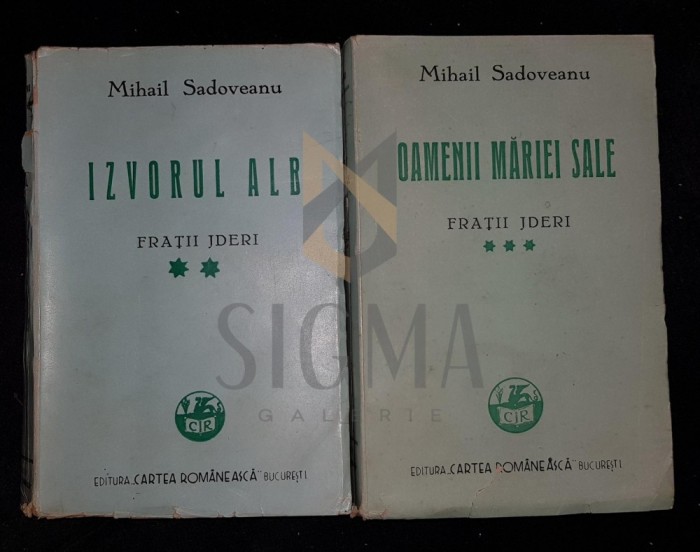 Mihail Sadoveanu
IZVORUL ALB
FRAȚII JDERI
CR
EDITURA „CARTEA ROMÂNEASCĂ" BUCUREȘTI.
Mihail Sadoveanu
OAMENII MĂRIEI SALE
FRAȚII JDERI
CR
EDITURA „CARTEA ROMÂNEASCĂ" BUCUREȘTI
SIGMA
GALERIE